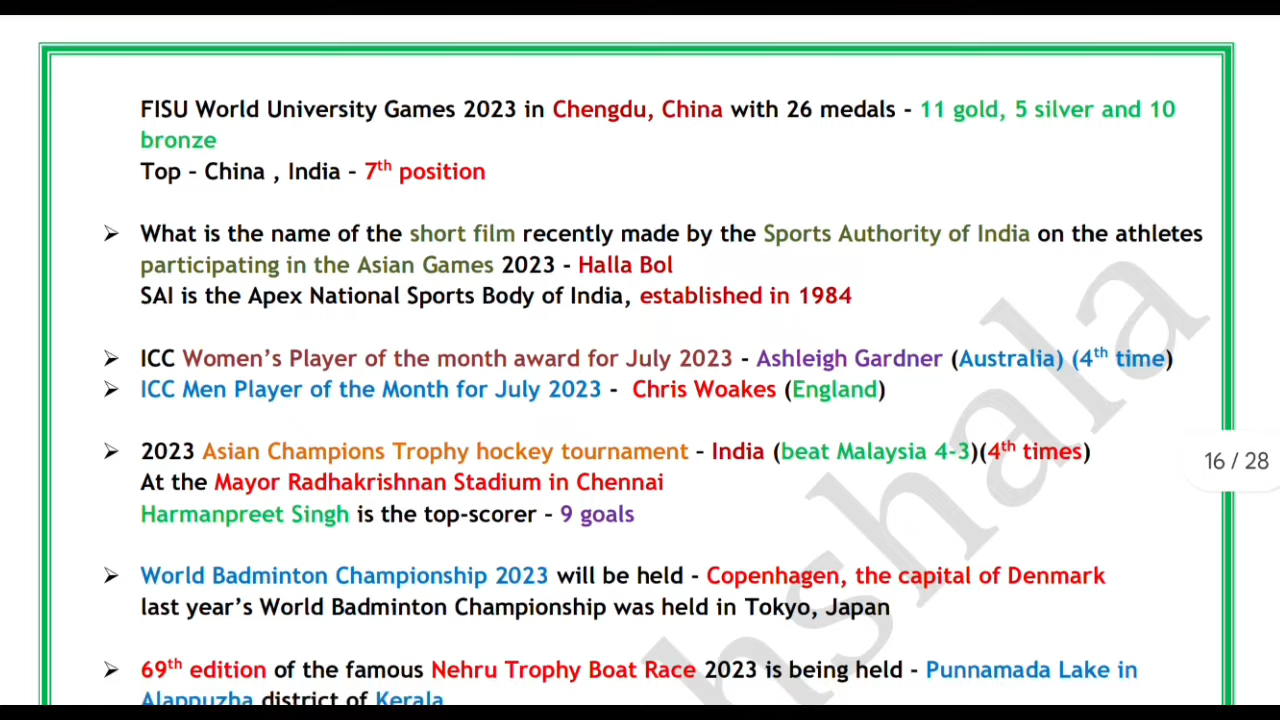 FISU World University Games 2023 in Chengdu, China with 26 medals - 11 gold, 5 silver and 10
bronze
Top - China , India - 7th position
➢ What is the name of the short film recently made by the Sports Authority of India on the athletes
participating in the Asian Games 2023 - Halla Bol
SAI is the Apex National Sports Body of India, established in 1984
➢ ICC Women's Player of the month award for July 2023 - Ashleigh Gardner (Australia) (4th time)
➢ ICC Men Player of the Month for July 2023 - Chris Woakes (England)
➢ 2023 Asian Champions Trophy hockey tournament - India (beat Malaysia 4-3)(4th times)
At the Mayor Radhakrishnan Stadium in Chennai
Harmanpreet Singh is the top-scorer - 9 goals
➢ World Badminton Championship 2023 will be held - Copenhagen, the capital of Denmark
last year's World Badminton Championship was held in Tokyo, Japan
➢ 69th edition of the famous Nehru Trophy Boat Race 2023 is being held - Punnamada Lake in
Alappuzha district of Kerala
16 / 28
hshala